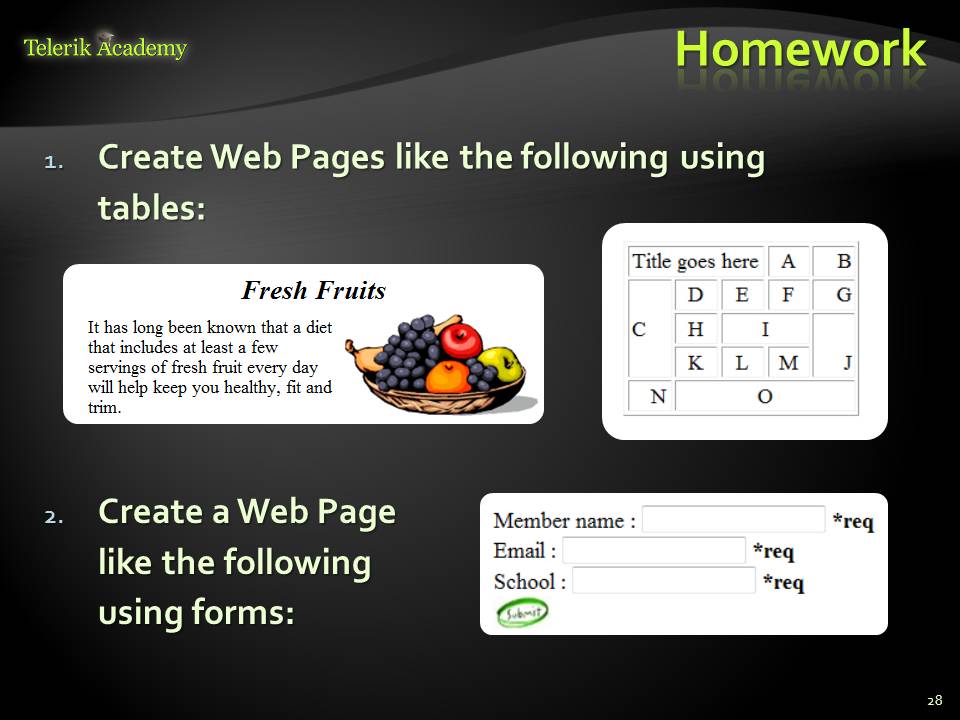 Telerik Academy
Homework
1. Create Web Pages like the following using
tables:
Fresh Fruits
It has long been known that a diet
that includes at least a few
servings of fresh fruit every day
will help keep you healthy, fit and
trim.
Title goes here A B
D E F G
C H I
K L M J
N O
2. Create a Web Page
like the following
using forms:
Member name : *req
Email : *req
School : *req
Submit
28